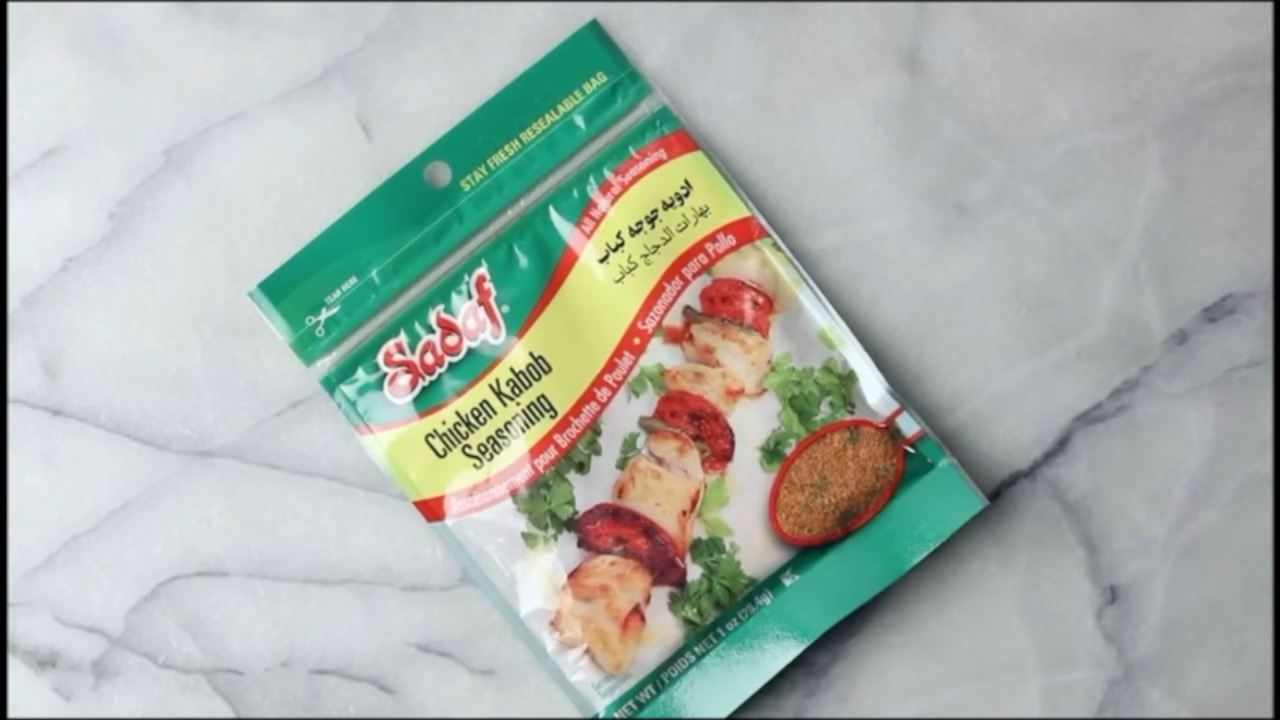 STAY FRESH RESEALABLE BAG
TEAR HERE
Sadaf
All Natural Seasoning
ادویه جوجه کباب
بهارات الدجاج كباب
Chicken Kabob
Seasoning
Assaisonnement pour Brochette de Poulet • Sazonador para Pollo
NET WT / POIDS NET 1 oz (28.4g)